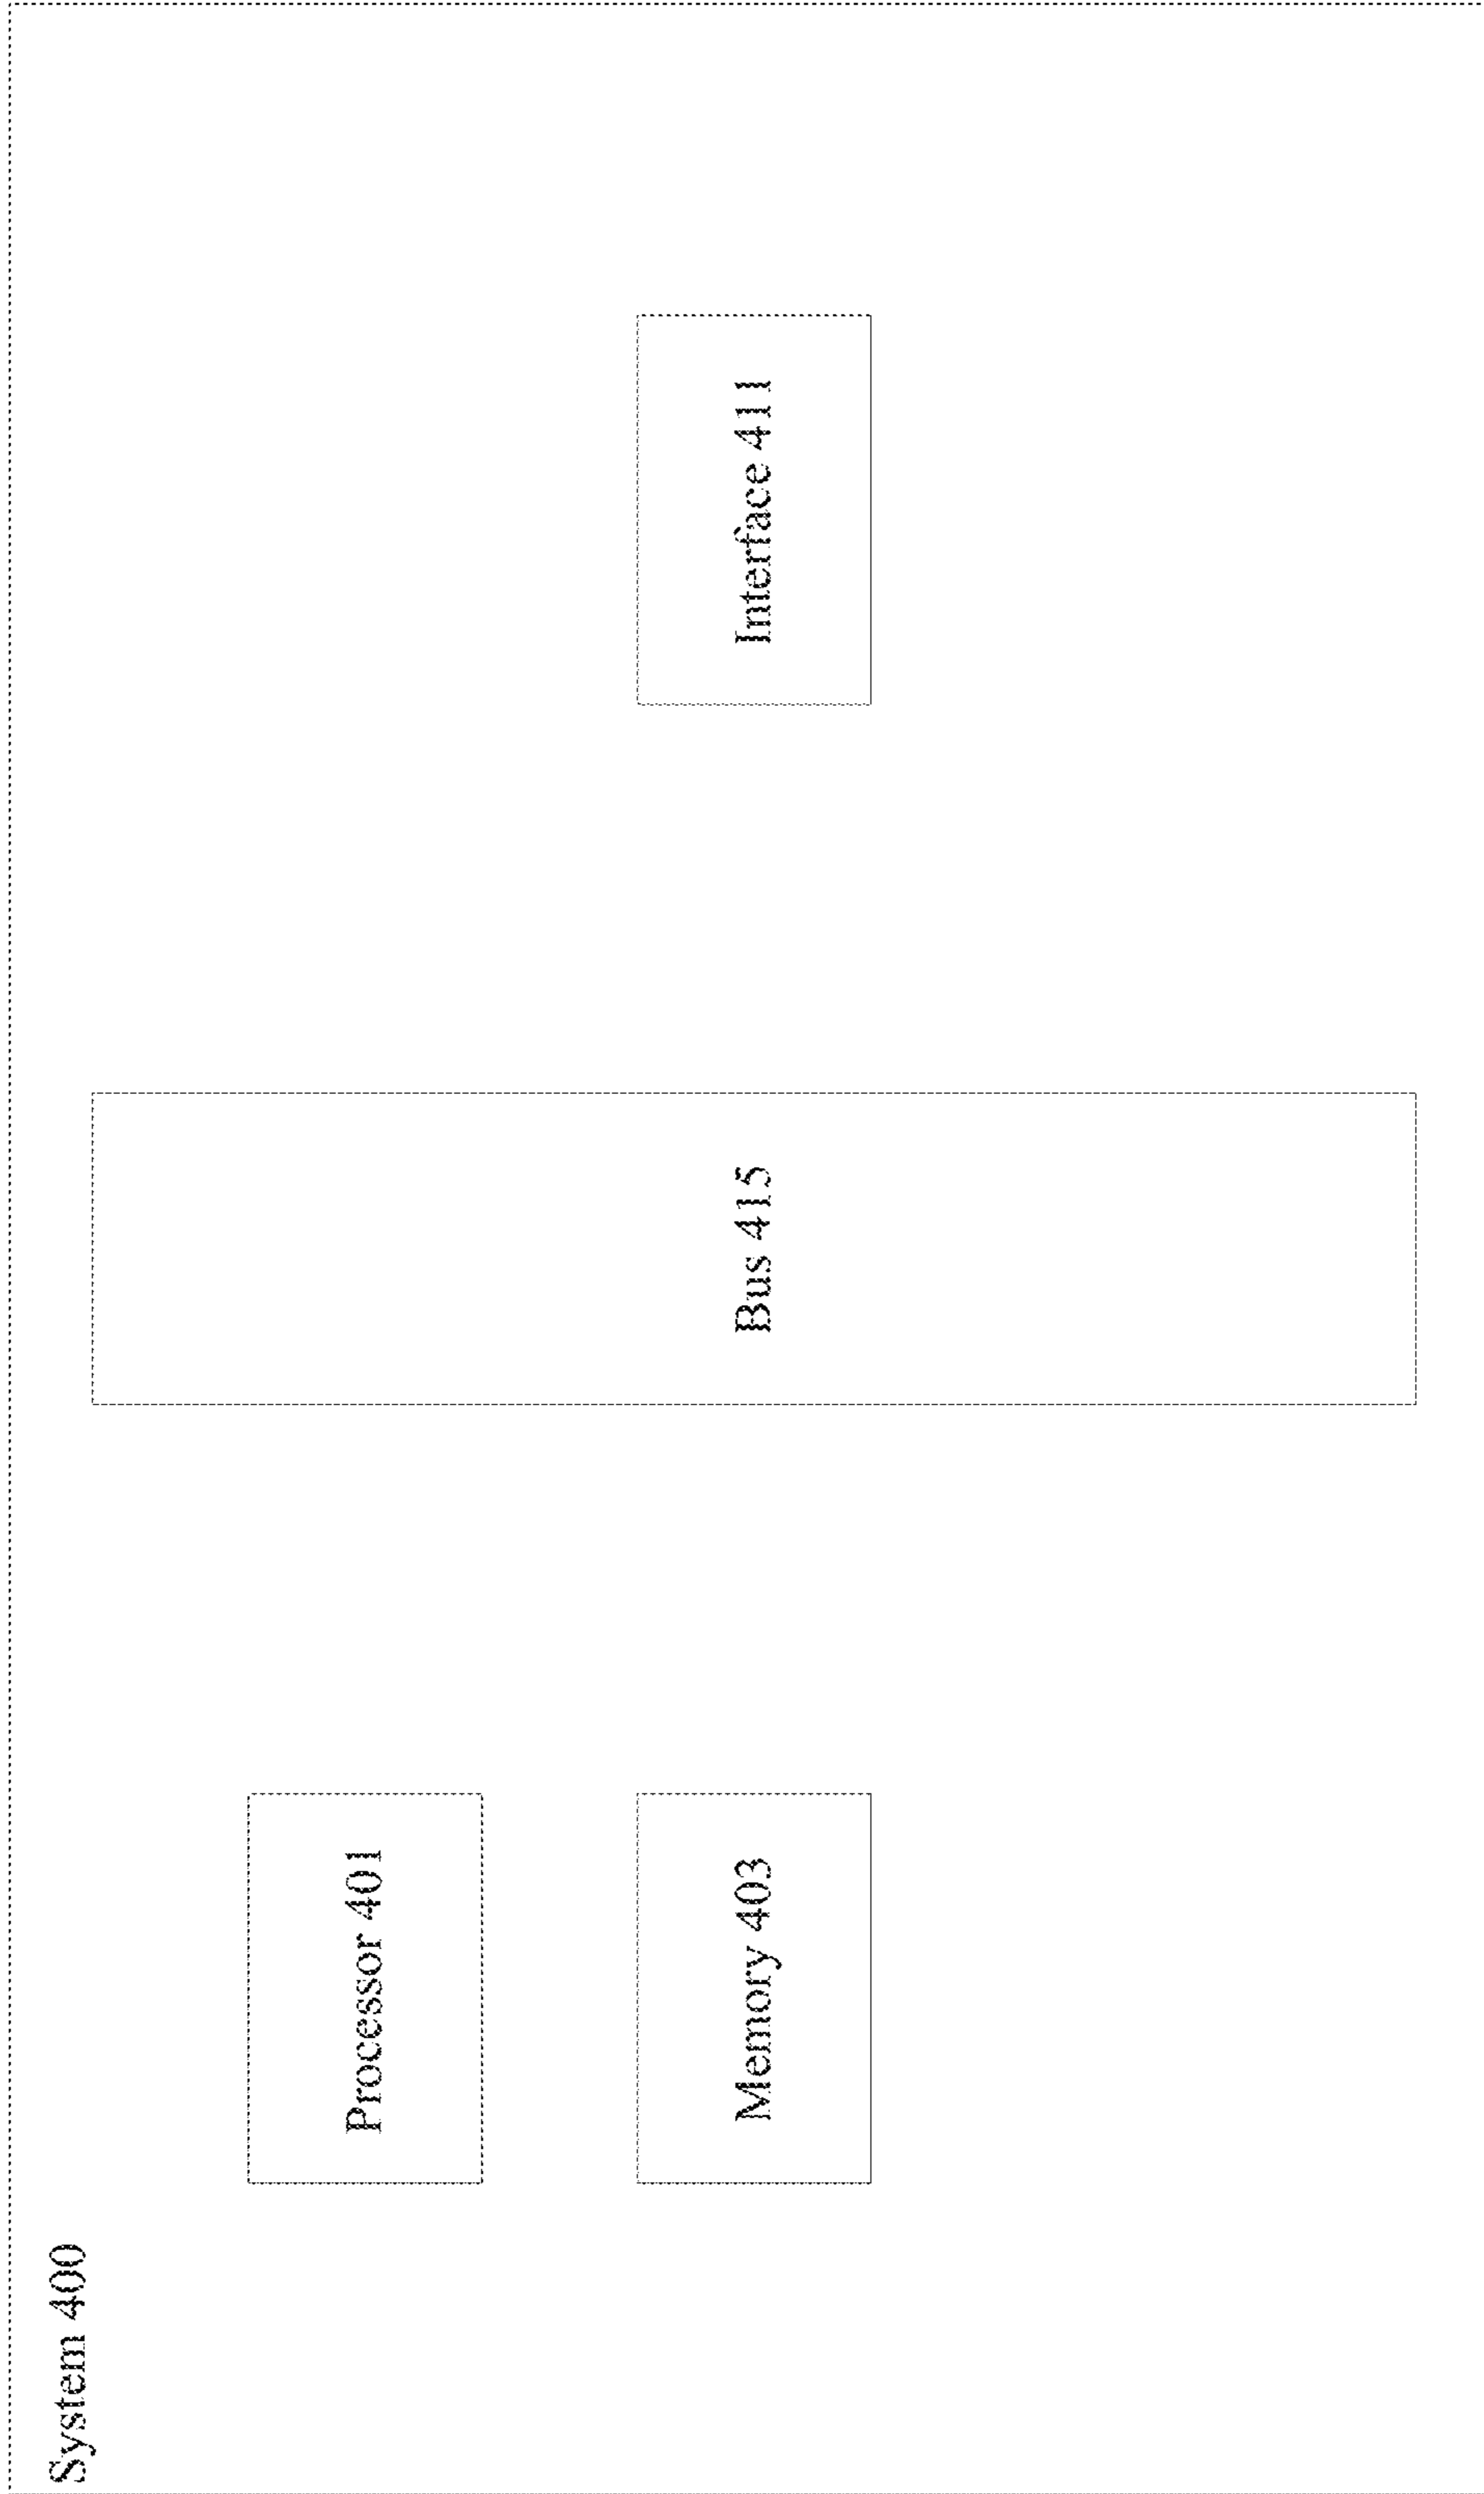 System 400
Processor 401
Memory 403
Bus 415
Interface 411